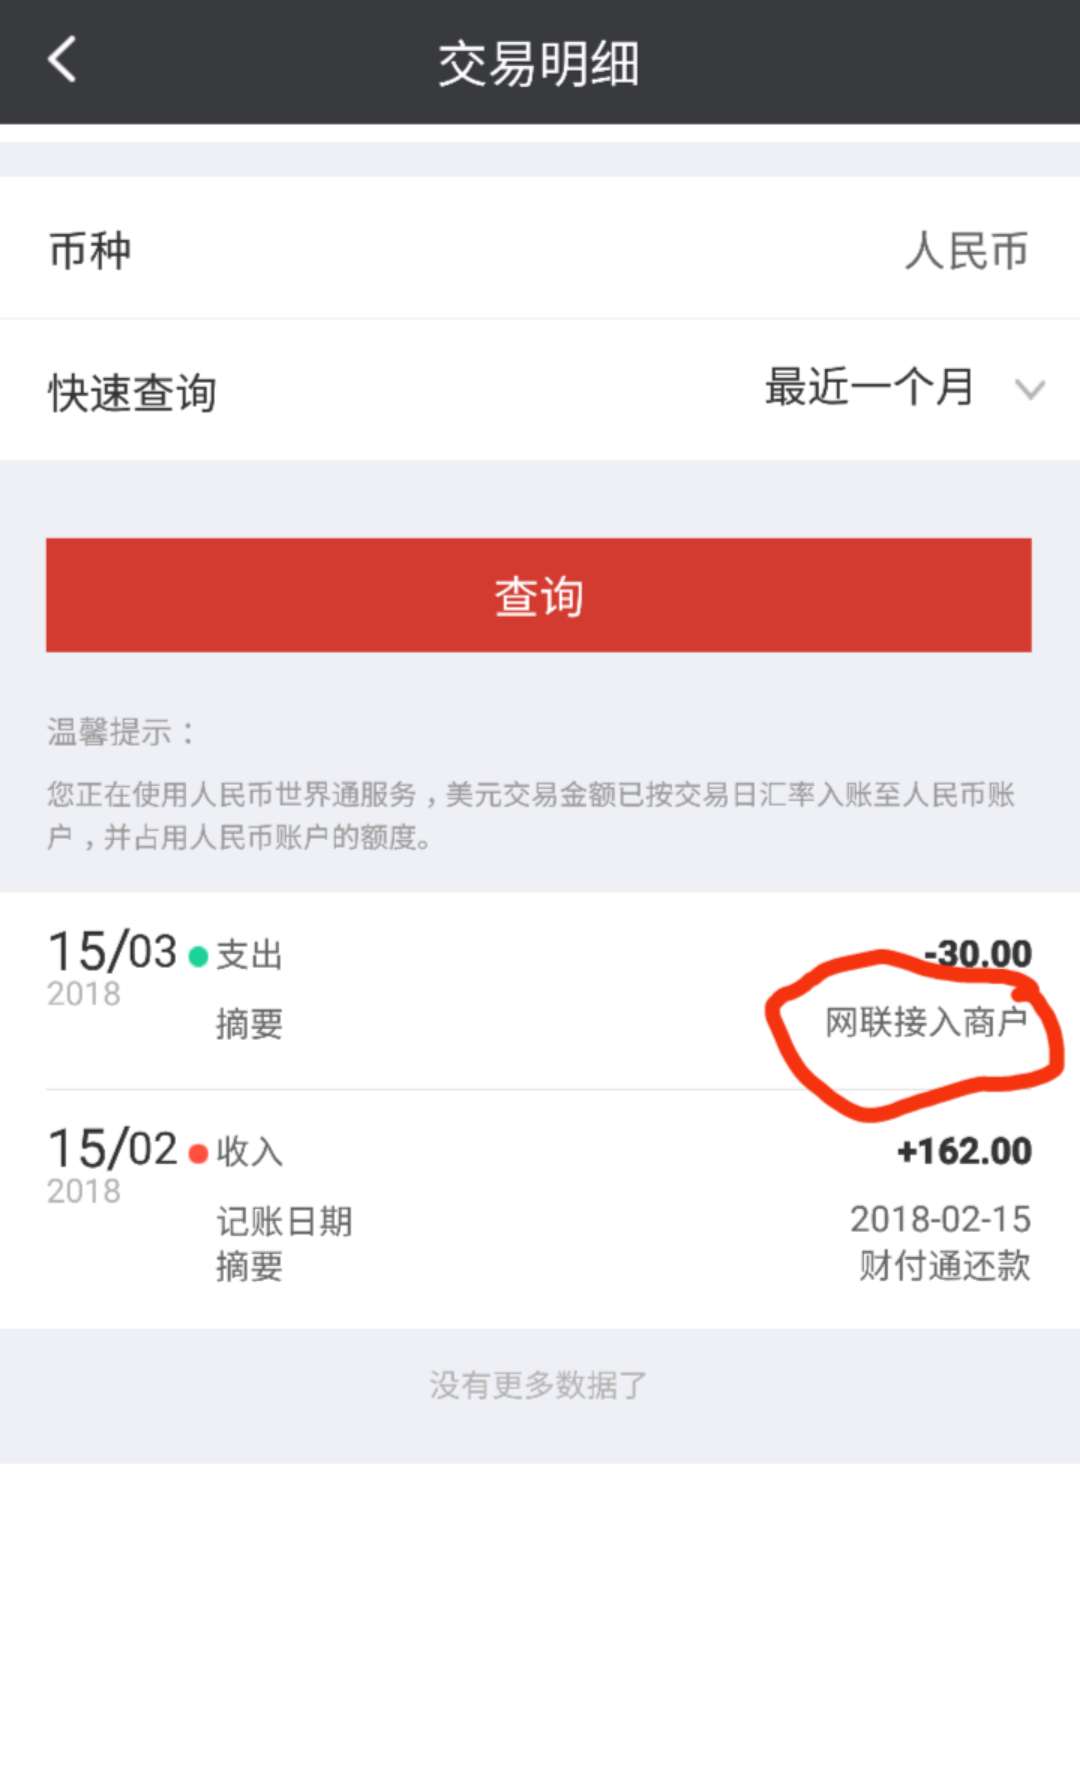 交易明细
币种 人民币
快速查询 最近一个月
查询
温馨提示：
您正在使用人民币世界通服务，美元交易金额已按交易日汇率入账至人民币账
户，并占用人民币账户的额度。
15/03 支出 -30.00
2018
摘要 网联接入商户
15/02 收入 +162.00
2018
记账日期 2018-02-15
摘要 财付通还款
没有更多数据了